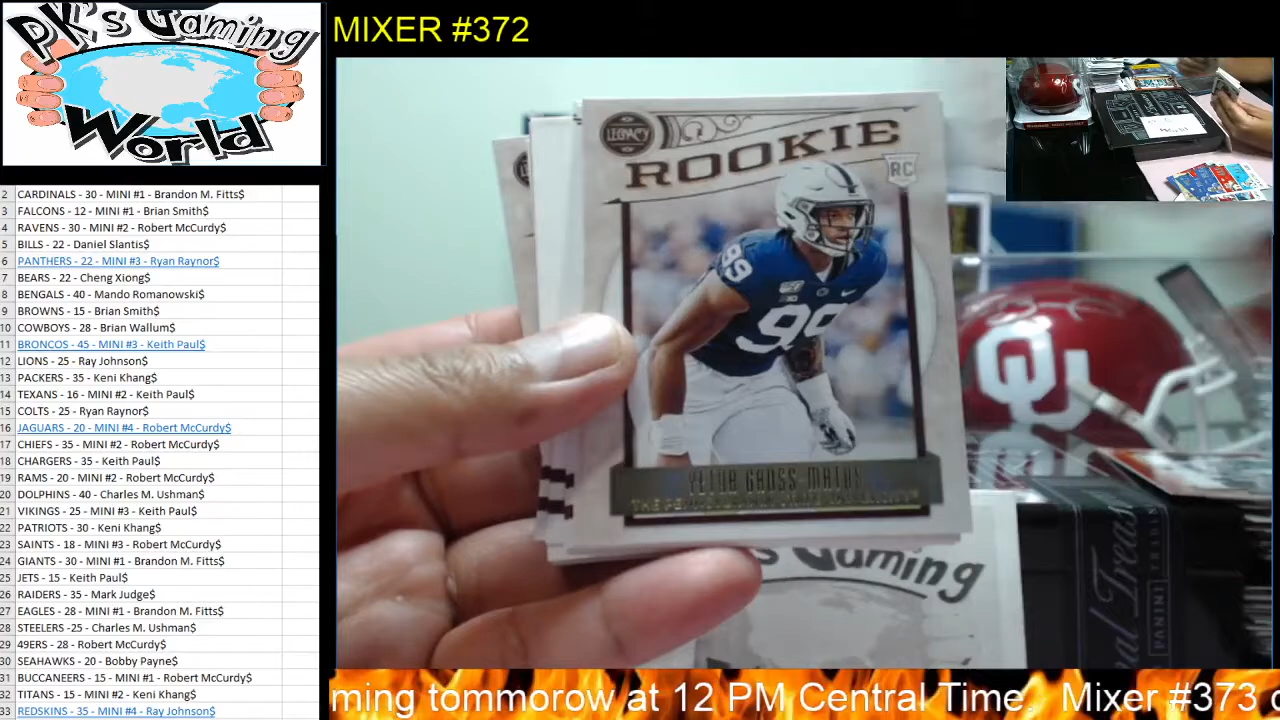 PK's Gaming
World
MIXER #372
2 CARDINALS - 30 - MINI #1 - Brandon M. Fitts$
3 FALCONS - 12 - MINI #1 - Brian Smith$
4 RAVENS - 30 - MINI #2 - Robert McCurdy$
5 BILLS - 22 - Daniel Slantis$
6 PANTHERS - 22 - MINI #3 - Ryan Raynor$
7 BEARS - 22 - Cheng Xiong$
8 BENGALS - 40 - Mando Romanowski$
9 BROWNS - 15 - Brian Smith$
10 COWBOYS - 28 - Brian Wallum$
11 BRONCOS - 45 - MINI #3 - Keith Paul$
12 LIONS - 25 - Ray Johnson$
13 PACKERS - 35 - Keni Khang$
14 TEXANS - 16 - MINI #2 - Keith Paul$
15 COLTS - 25 - Ryan Raynor$
16 JAGUARS - 20 - MINI #4 - Robert McCurdy$
17 CHIEFS - 35 - MINI #2 - Robert McCurdy$
18 CHARGERS - 35 - Keith Paul$
19 RAMS - 20 - MINI #2 - Robert McCurdy$
20 DOLPHINS - 40 - Charles M. Ushman$
21 VIKINGS - 25 - MINI #3 - Keith Paul$
22 PATRIOTS - 30 - Keni Khang$
23 SAINTS - 18 - MINI #3 - Robert McCurdy$
24 GIANTS - 30 - MINI #1 - Brandon M. Fitts$
25 JETS - 15 - Keith Paul$
26 RAIDERS - 35 - Mark Judge$
27 EAGLES - 28 - MINI #1 - Brandon M. Fitts$
28 STEELERS -25 - Charles M. Ushman$
29 49ERS - 28 - Robert McCurdy$
30 SEAHAWKS - 20 - Bobby Payne$
31 BUCCANEERS - 15 - MINI #1 - Robert McCurdy$
32 TITANS - 15 - MINI #2 - Keni Khang$
33 REDSKINS - 35 - MINI #4 - Ray Johnson$
LEGACY
ROOKIE
RC
99
99
YETUR GROSS-MATOS
OU
's Gaming
PANINI
ming tommorow at 12 PM Central Time. Mixer #373